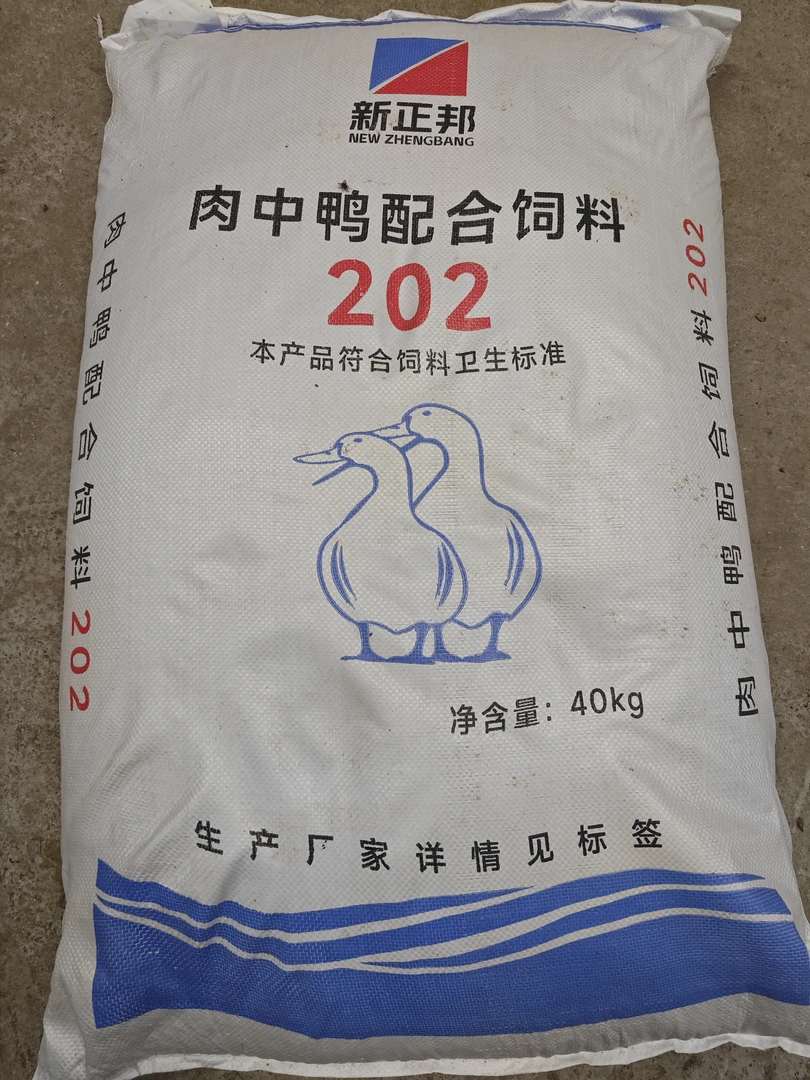 新正邦
NEW ZHENGBANG
肉中鸭配合饲料
202
本产品符合饲料卫生标准
肉中鸭配合饲料202
肉中鸭配合饲料202
净含量：40kg
生产厂家详情见标签